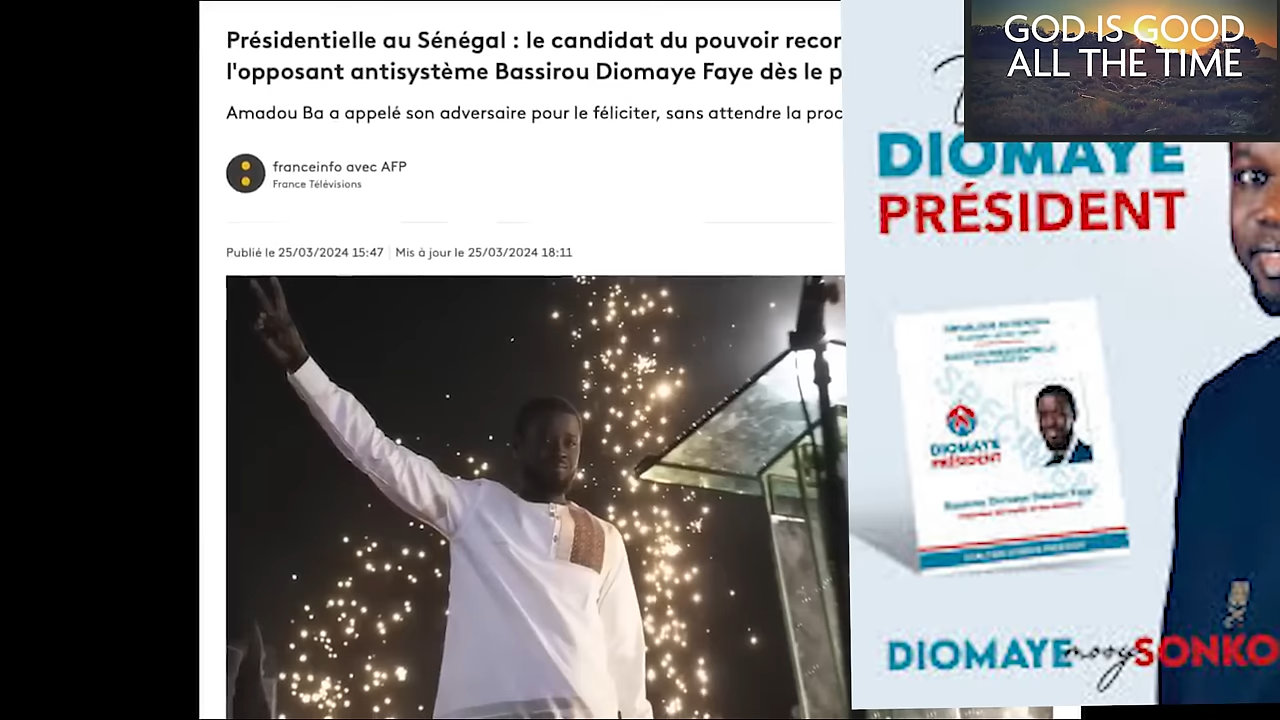 Présidentielle au Sénégal : le candidat du pouvoir recon
l'opposant antisystème Bassirou Diomaye Faye dès le p
Amadou Ba a appelé son adversaire pour le féliciter, sans attendre la proc
franceinfo avec AFP
France Télévisions
Publié le 25/03/2024 15:47 | Mis à jour le 25/03/2024 18:11
GOD IS GOOD
ALL THE TIME
DIOMAYE
PRÉSIDENT
DIOMAYE
PRÉSIDENT
DIOMAYE mooy SONKO